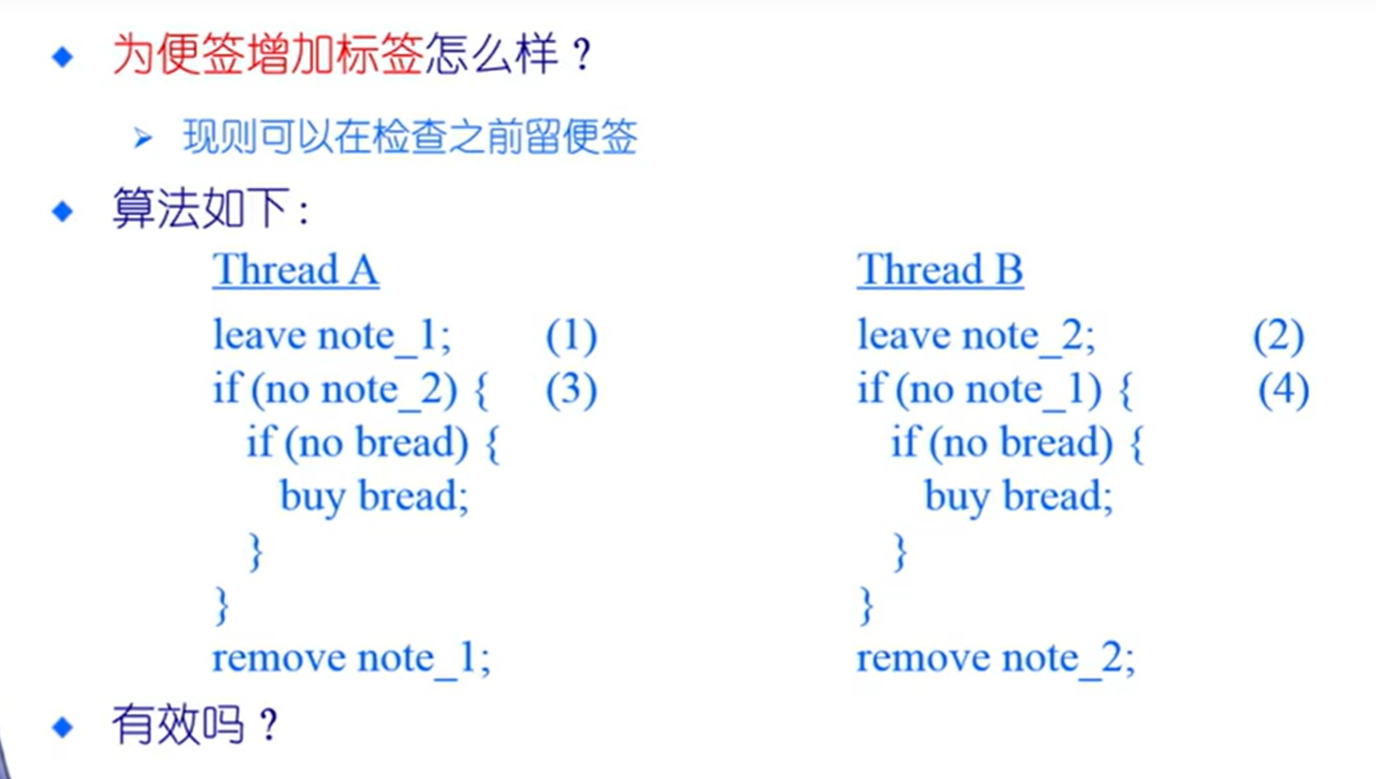 为便签增加标签怎么样？
现则可以在检查之前留便签
算法如下：
Thread A Thread B
leave note_1; (1) leave note_2; (2)
if (no note_2) { (3) if (no note_1) { (4)
if (no bread) { if (no bread) {
buy bread; buy bread;
} }
} }
remove note_1; remove note_2;
有效吗？